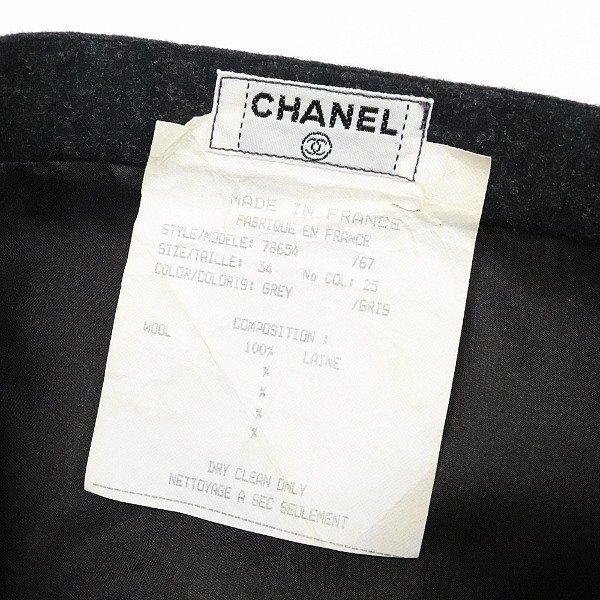 CHANEL
MADE IN FRANCE
FABRIQUE EN FRANCE
STYLE/MODELE: 78654 /67
SIZE/TAILLE: 34 No COL: 25
COLOR/COLORIS: GREY /GRIS
COMPOSITION :
WOOL 100% LAINE
%
%
%
%
DRY CLEAN ONLY
NETTOYAGE A SEC SEULEMENT